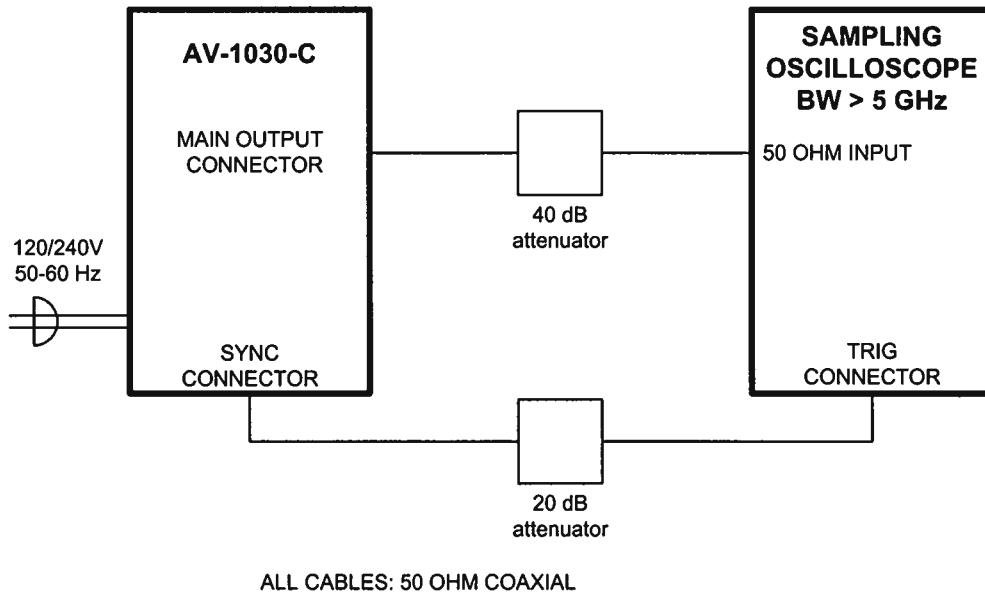 AV-1030-C
MAIN OUTPUT
CONNECTOR
SAMPLING
OSCILLOSCOPE
BW > 5 GHz
50 OHM INPUT
40 dB
attenuator
120/240V
50-60 Hz
SYNC
CONNECTOR
TRIG
CONNECTOR
20 dB
attenuator
ALL CABLES: 50 OHM COAXIAL